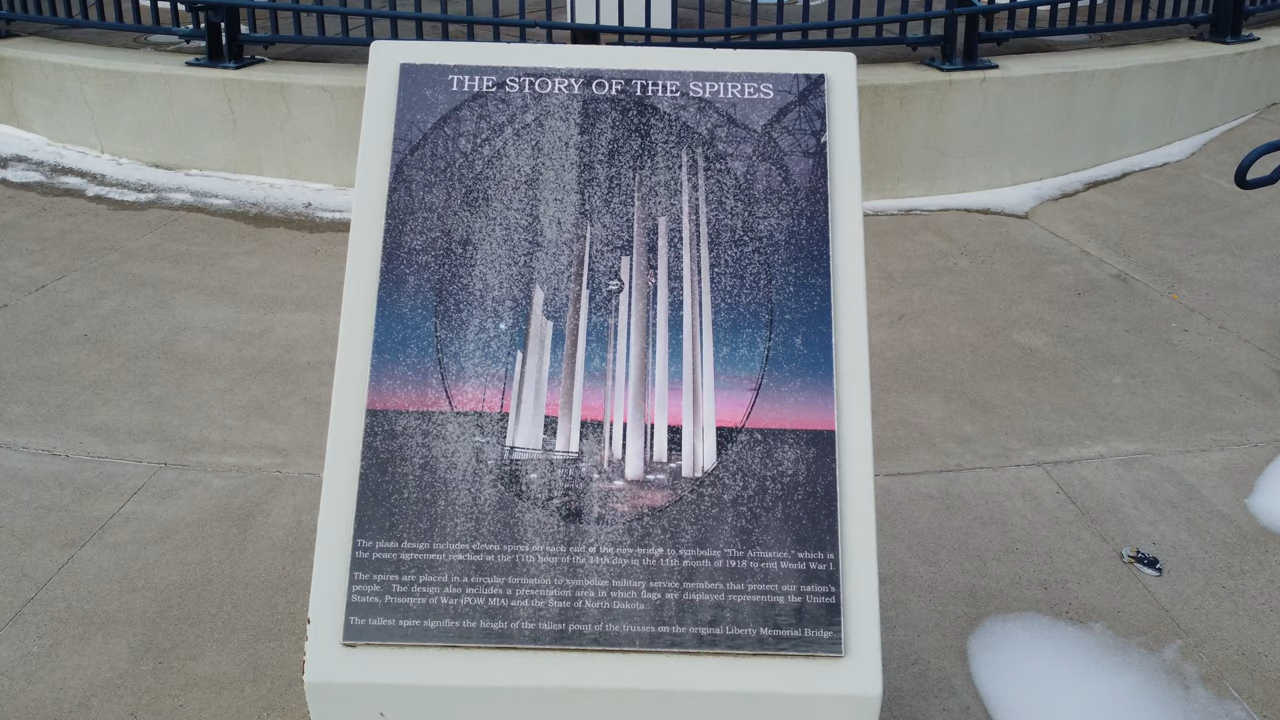 THE STORY OF THE SPIRES
The plaza design includes eleven spires on each end of the new bridge to symbolize "The Armistice," which is
the peace agreement reached at the 11th hour of the 11th day in the 11th month of 1918 to end World War I.
The spires are placed in a circular formation to symbolize military service members that protect our nation's
people. The design also includes a presentation area in which flags are displayed representing the United
States, Prisoners of War (POW MIA) and the State of North Dakota.
The tallest spire signifies the height of the tallest point of the trusses on the original Liberty Memorial Bridge.